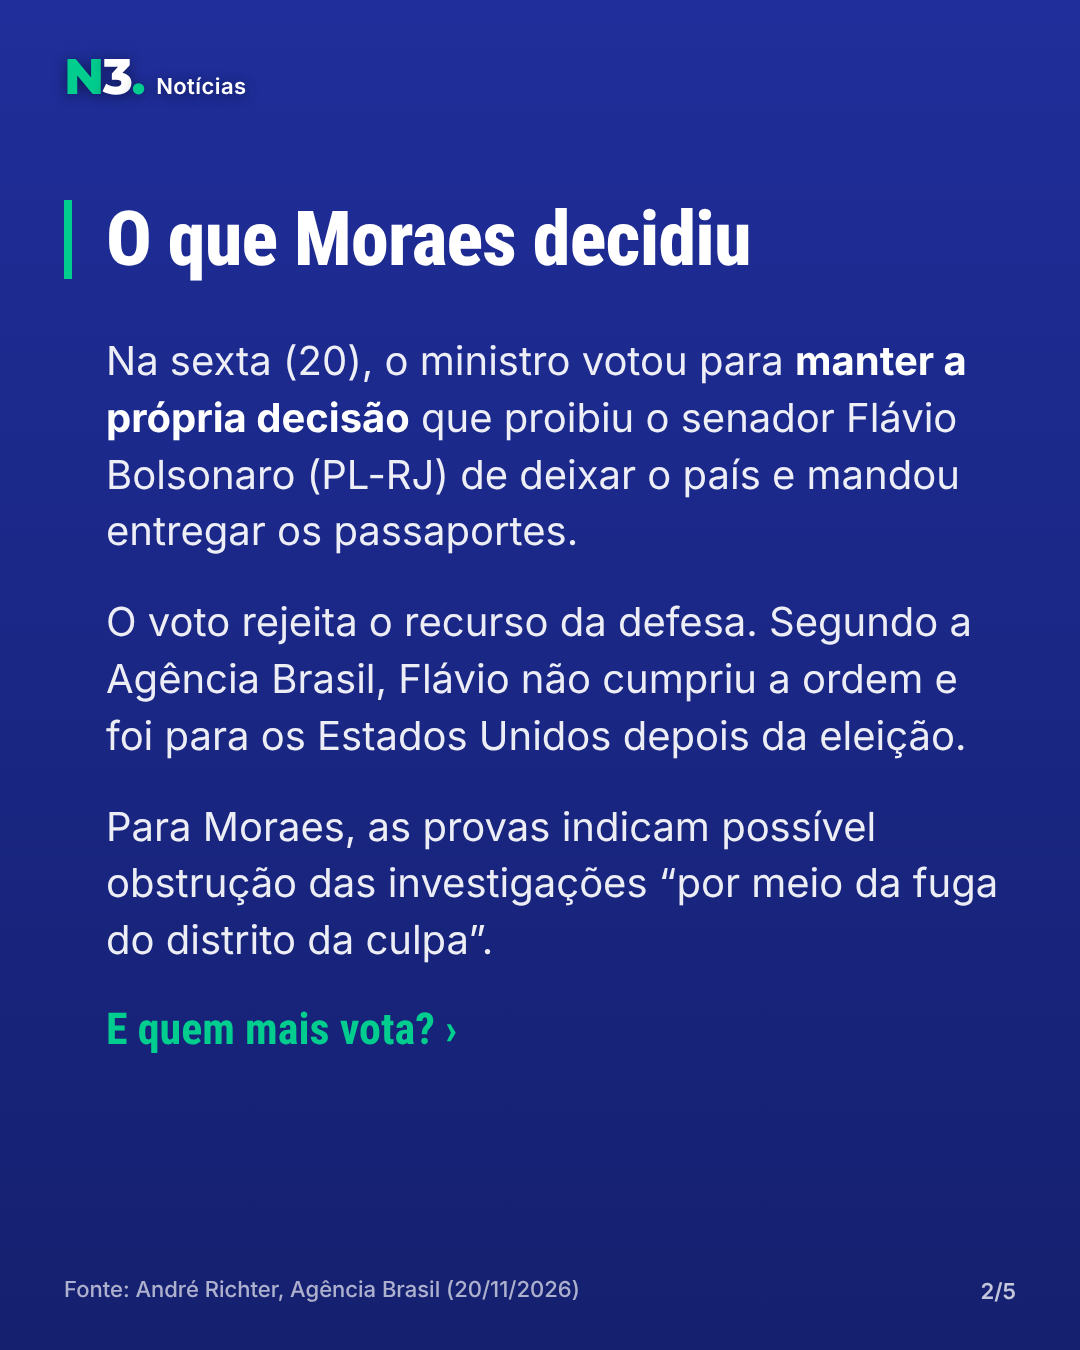 N3. Notícias
O que Moraes decidiu
Na sexta (20), o ministro votou para manter a
própria decisão que proibiu o senador Flávio
Bolsonaro (PL-RJ) de deixar o país e mandou
entregar os passaportes.
O voto rejeita o recurso da defesa. Segundo a
Agência Brasil, Flávio não cumpriu a ordem e
foi para os Estados Unidos depois da eleição.
Para Moraes, as provas indicam possível
obstrução das investigações “por meio da fuga
do distrito da culpa”.
E quem mais vota? ›
Fonte: André Richter, Agência Brasil (20/11/2026)
2/5